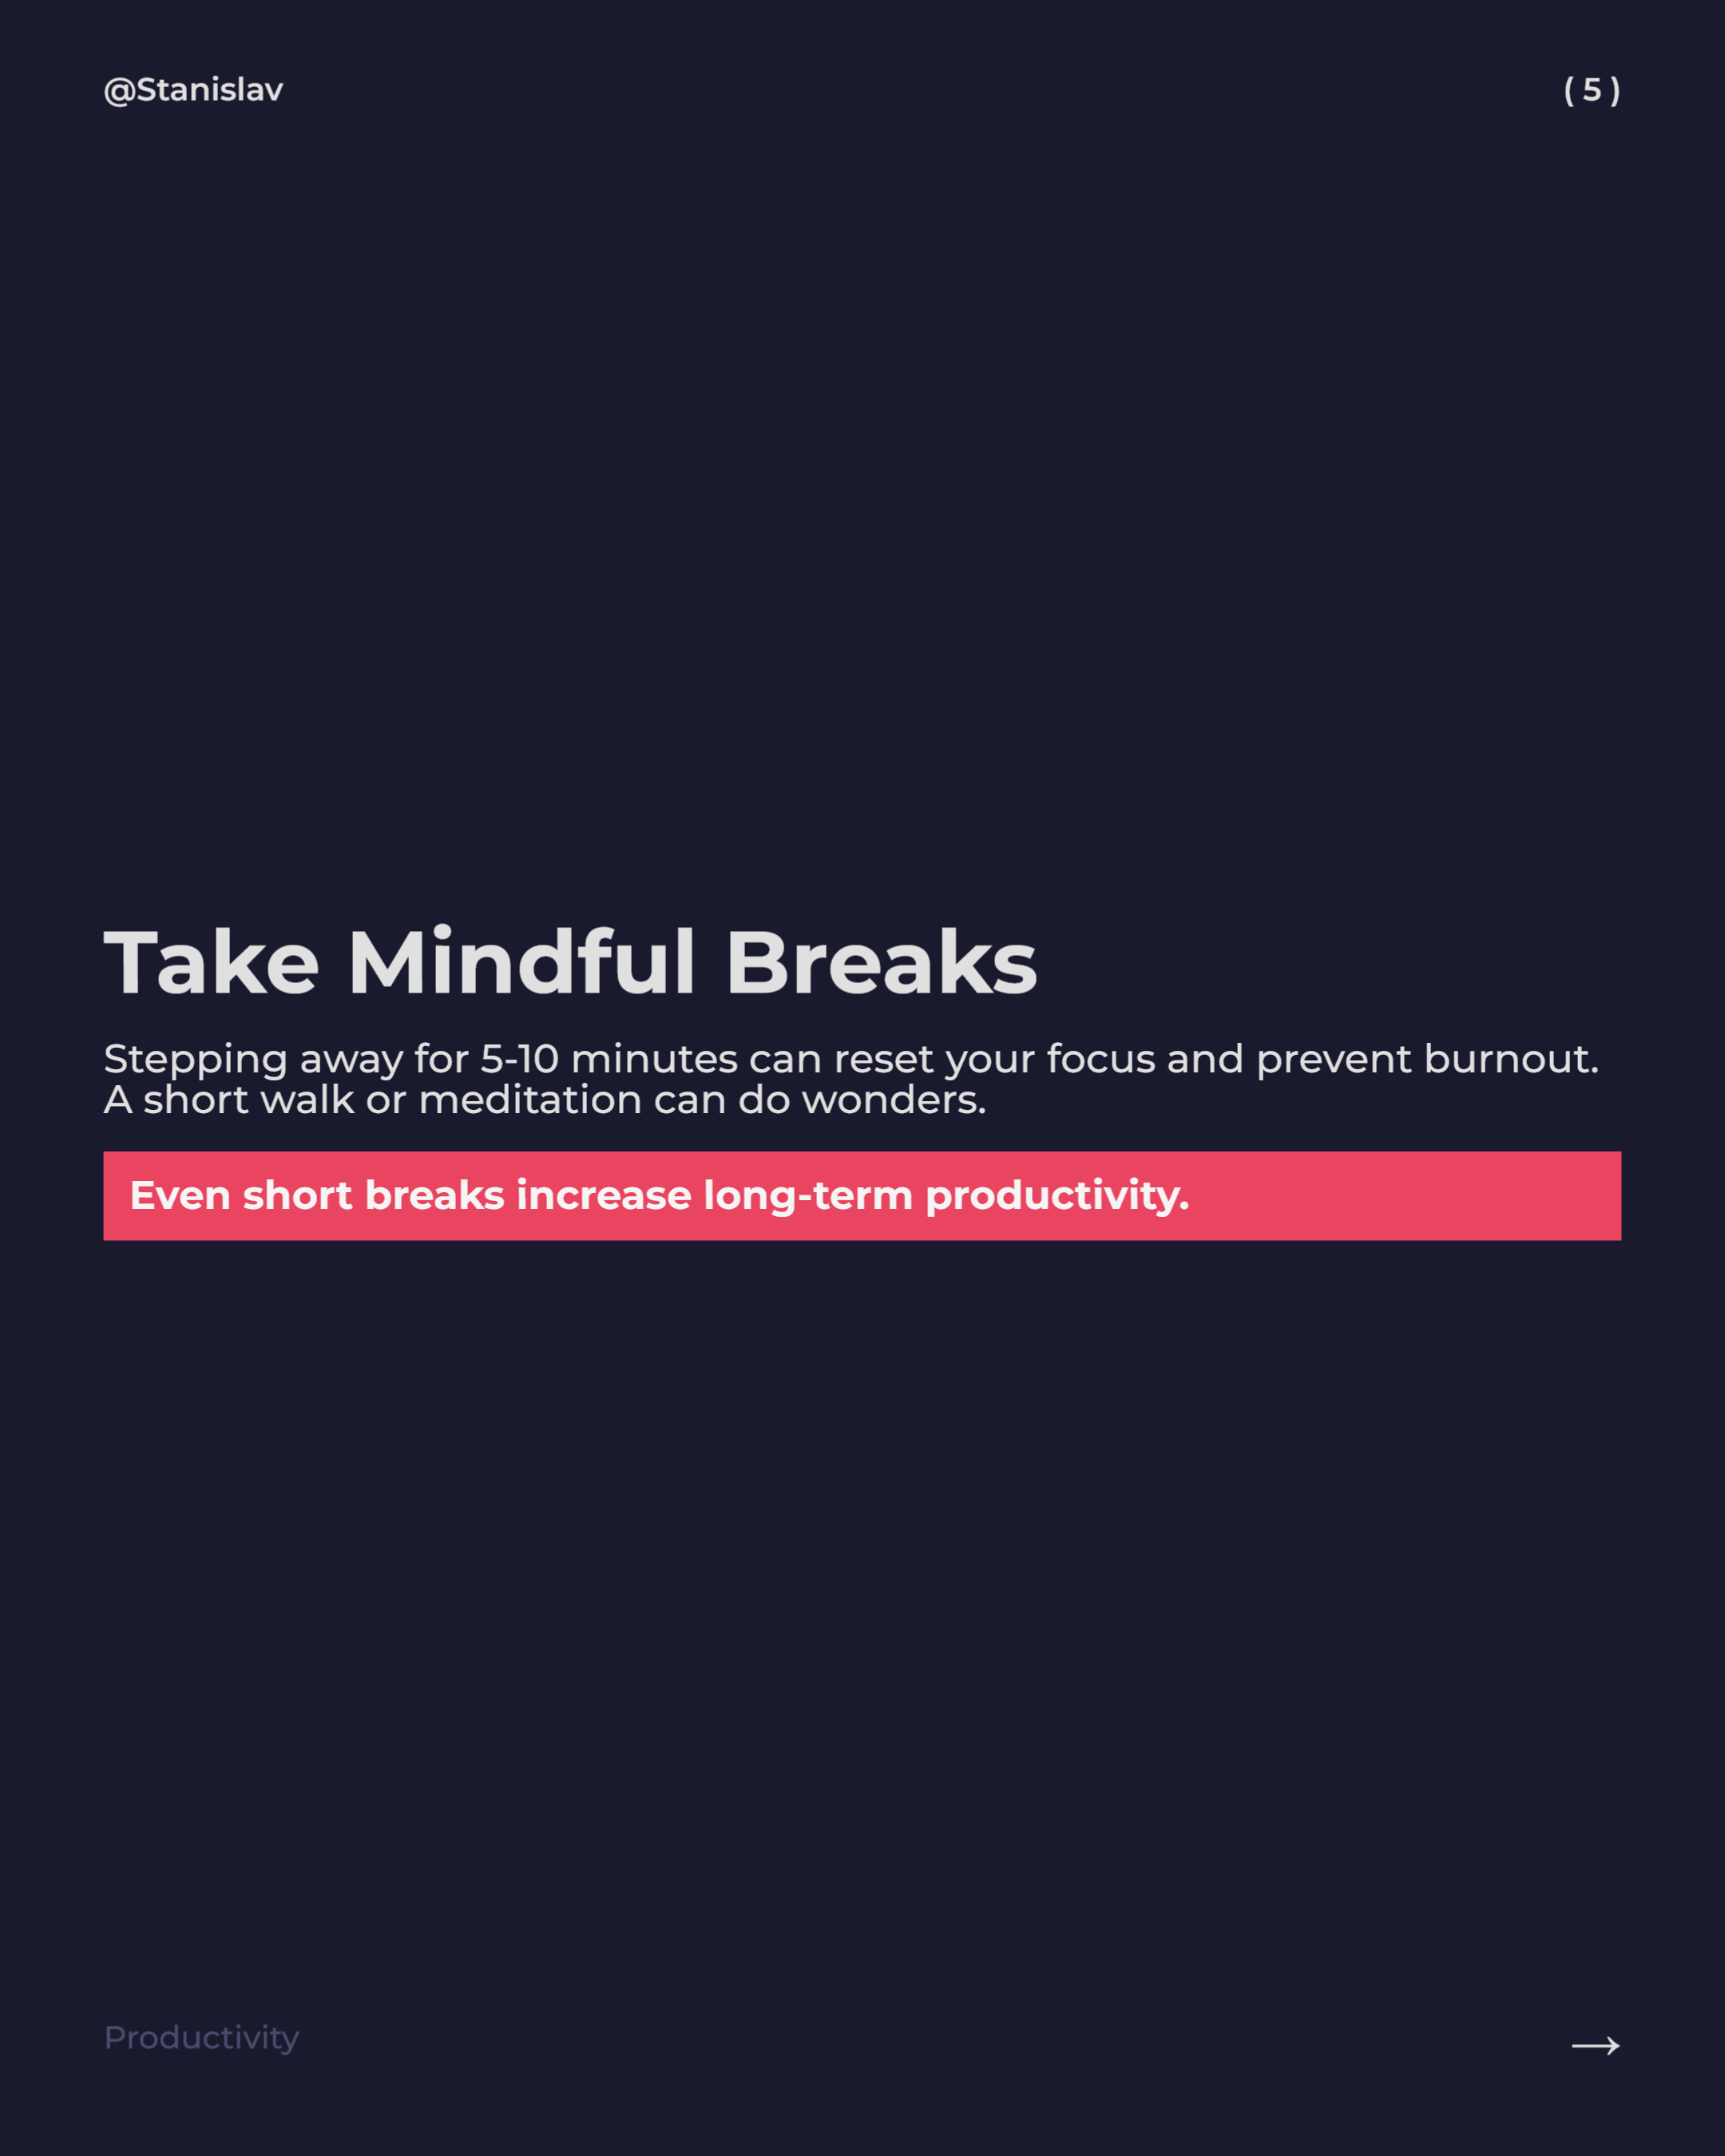 @Stanislav
( 5 )
Take Mindful Breaks
Stepping away for 5-10 minutes can reset your focus and prevent burnout.
A short walk or meditation can do wonders.
Even short breaks increase long-term productivity.
Productivity
→